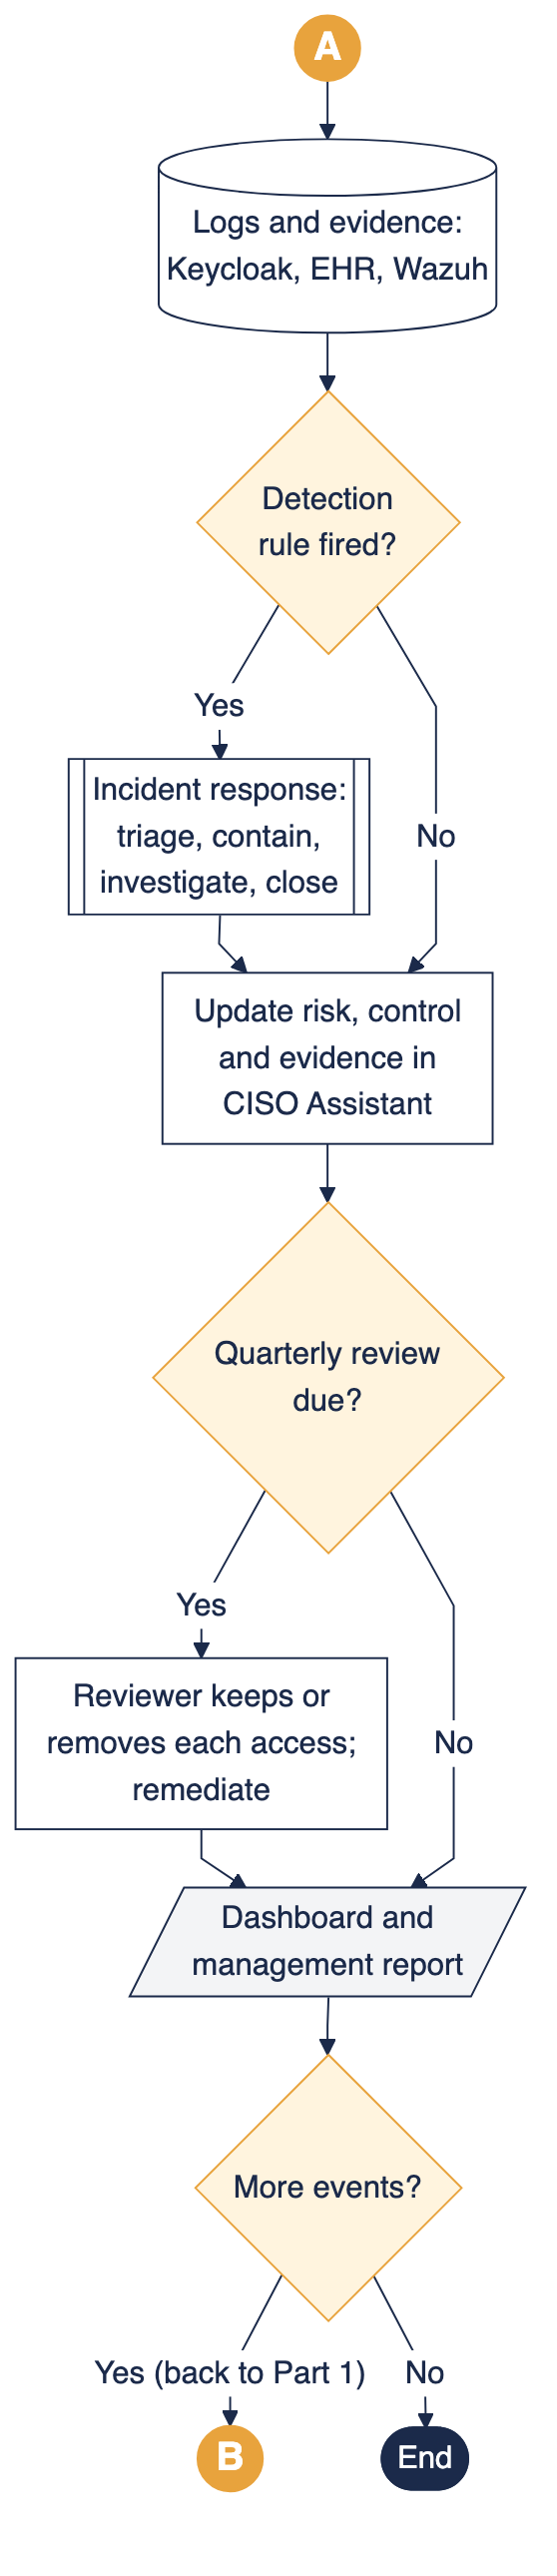 A
Logs and evidence:
Keycloak, EHR, Wazuh
Detection
rule fired?
Yes
Incident response:
triage, contain,
investigate, close
No
Update risk, control
and evidence in
CISO Assistant
Quarterly review
due?
Yes
Reviewer keeps or
removes each access;
remediate
No
Dashboard and
management report
More events?
Yes (back to Part 1)
No
B
End